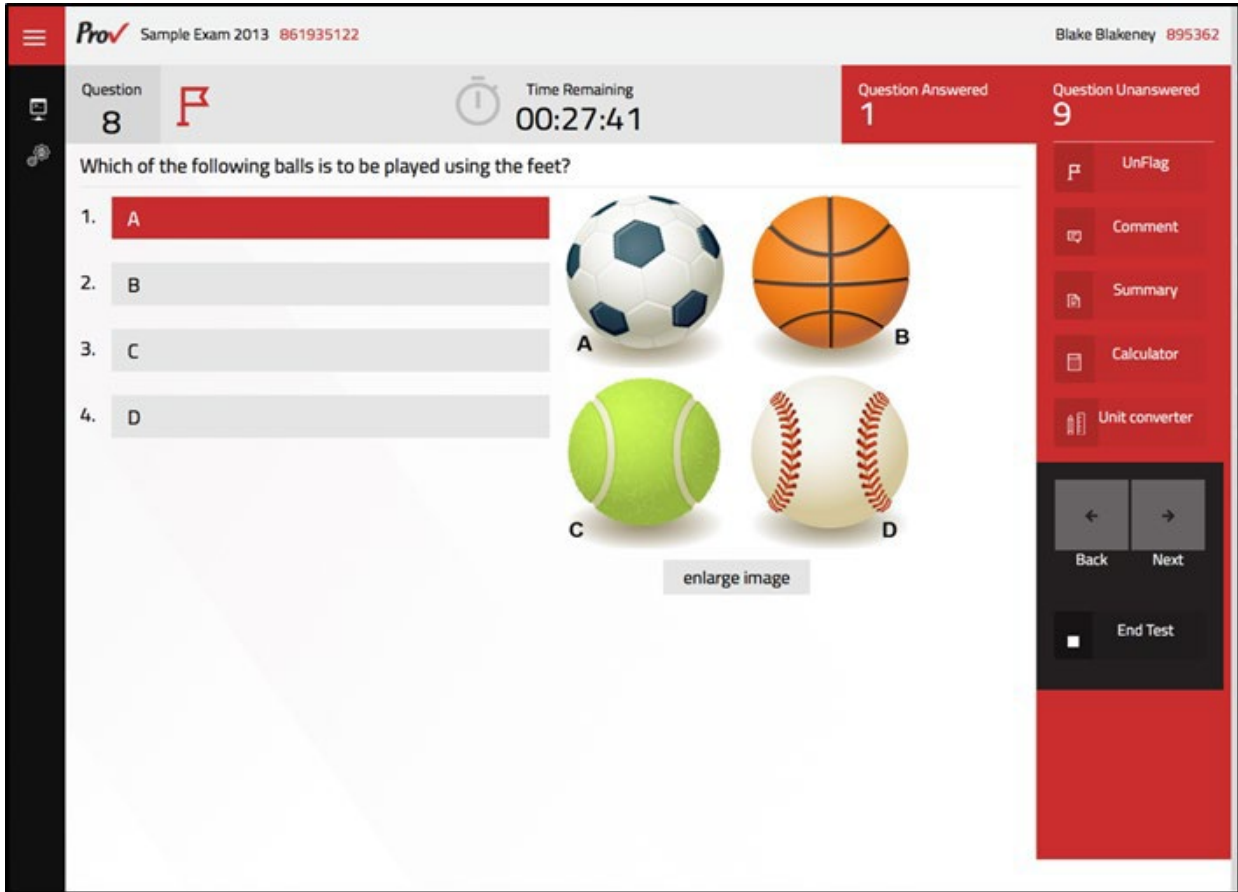 Prov Sample Exam 2013 861935122
Blake Blakeney 895362
Question
8
Time Remaining
00:27:41
Question Answered
1
Question Unanswered
9
Which of the following balls is to be played using the feet?
1. A
2. B
3. C
4. D
A
B
C
D
enlarge image
UnFlag
Comment
Summary
Calculator
Unit converter
Back
Next
End Test